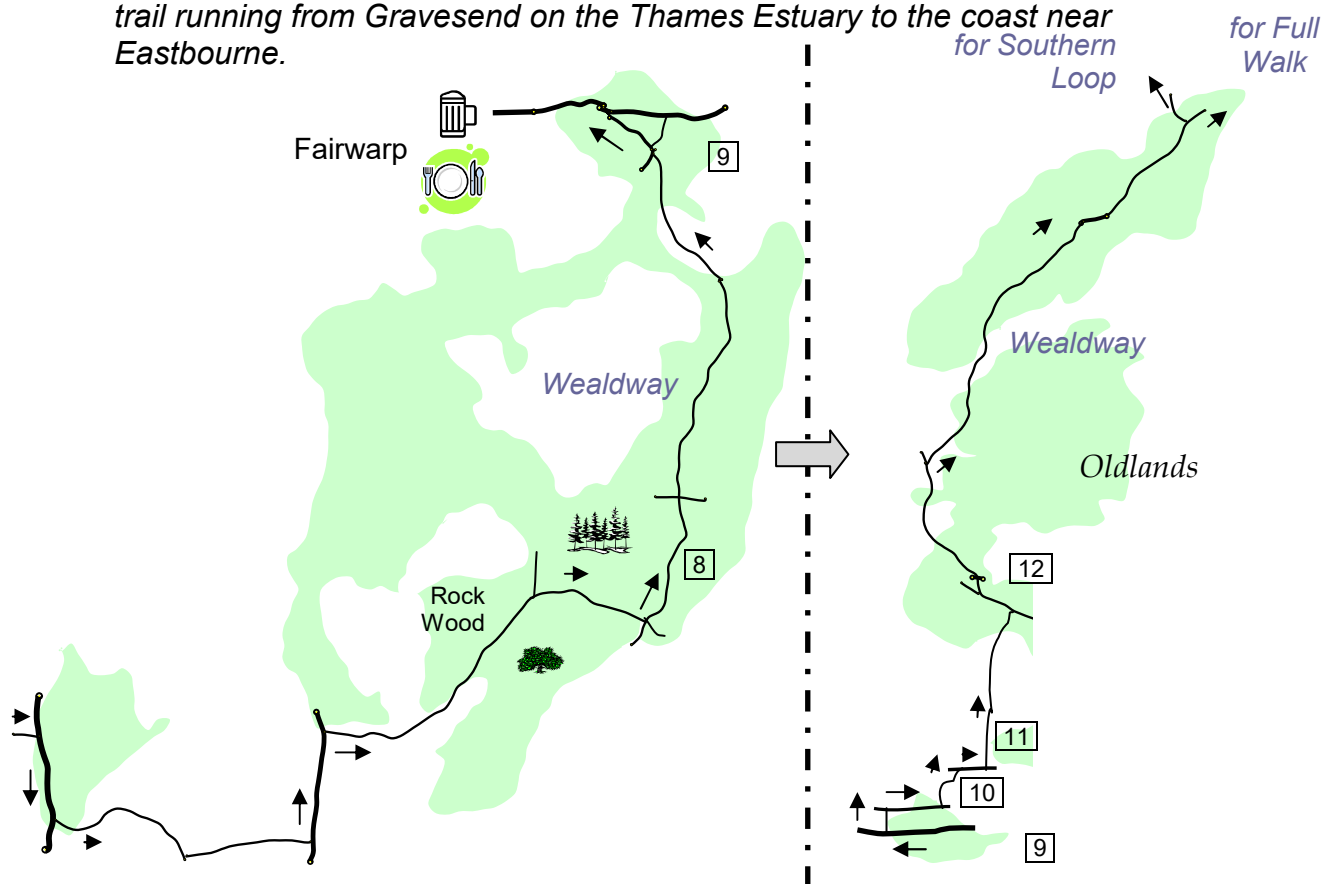 trail running from Gravesend on the Thames Estuary to the coast near
Eastbourne.
for Southern
Loop
for Full
Walk
Fairwarp
9
Wealdway
8
Rock
Wood
Wealdway
Oldlands
12
11
10
9